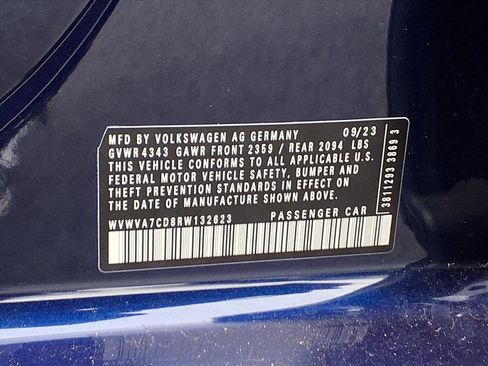 MFD BY VOLKSWAGEN AG GERMANY 09/23
GVWR 4343 GAWR FRONT 2359 / REAR 2094 LBS
THIS VEHICLE CONFORMS TO ALL APPLICABLE U.S.
FEDERAL MOTOR VEHICLE SAFETY, BUMPER AND
THEFT PREVENTION STANDARDS IN EFFECT ON
THE DATE OF MANUFACTURE SHOWN ABOVE.
WVWVA7CD8RW132623 PASSENGER CAR
3811293 3869 3